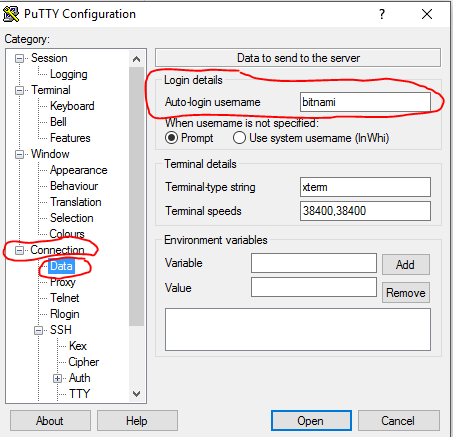 PuTTY Configuration
?
Category:
Session
Logging
Terminal
Keyboard
Bell
Features
Window
Appearance
Behaviour
Translation
Selection
Colours
Connection
Data
Proxy
Telnet
Rlogin
SSH
Kex
Cipher
Auth
TTY
Data to send to the server
Login details
Auto-login username bitnami
When username is not specified:
Prompt Use system username (InWhi)
Terminal details
Terminal-type string xterm
Terminal speeds 38400,38400
Environment variables
Variable Add
Value Remove
About Help Open Cancel